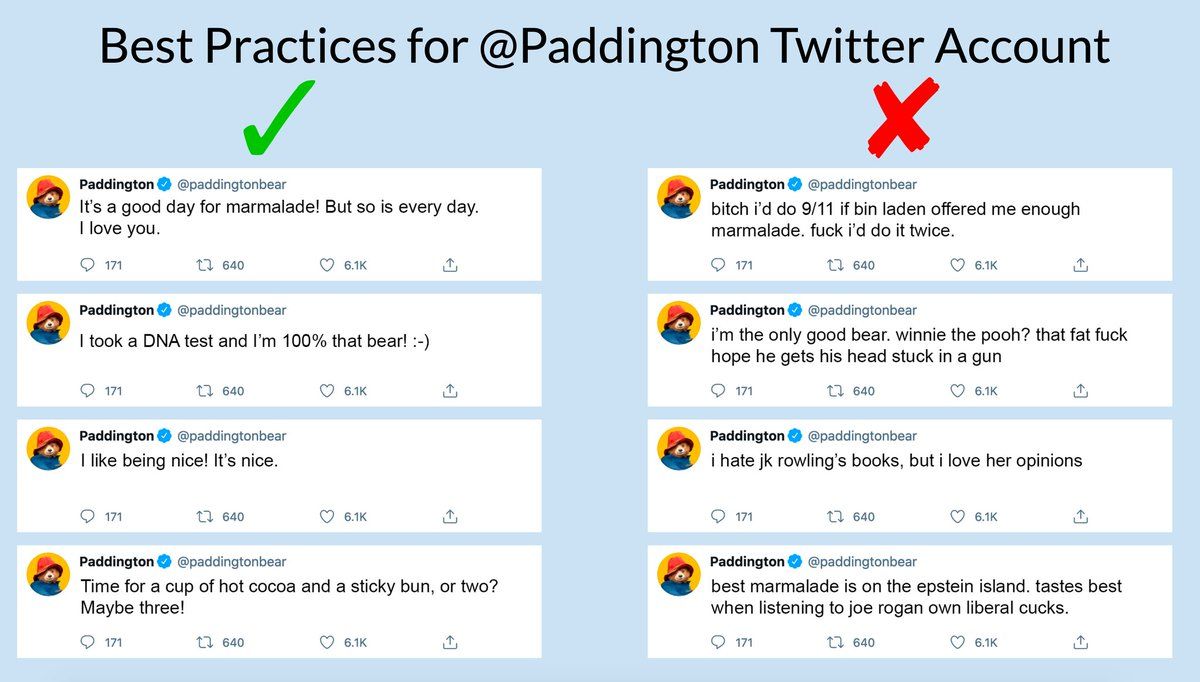 Best Practices for @Paddington Twitter Account
Paddington @paddingtonbear
It's a good day for marmalade! But so is every day.
I love you.
171 640 6.1K
Paddington @paddingtonbear
I took a DNA test and I'm 100% that bear! :-)
171 640 6.1K
Paddington @paddingtonbear
I like being nice! It's nice.
171 640 6.1K
Paddington @paddingtonbear
Time for a cup of hot cocoa and a sticky bun, or two?
Maybe three!
171 640 6.1K
Paddington @paddingtonbear
bitch i'd do 9/11 if bin laden offered me enough
marmalade. fuck i'd do it twice.
171 640 6.1K
Paddington @paddingtonbear
i'm the only good bear. winnie the pooh? that fat fuck
hope he gets his head stuck in a gun
171 640 6.1K
Paddington @paddingtonbear
i hate jk rowling's books, but i love her opinions
171 640 6.1K
Paddington @paddingtonbear
best marmalade is on the epstein island. tastes best
when listening to joe rogan own liberal cucks.
171 640 6.1K